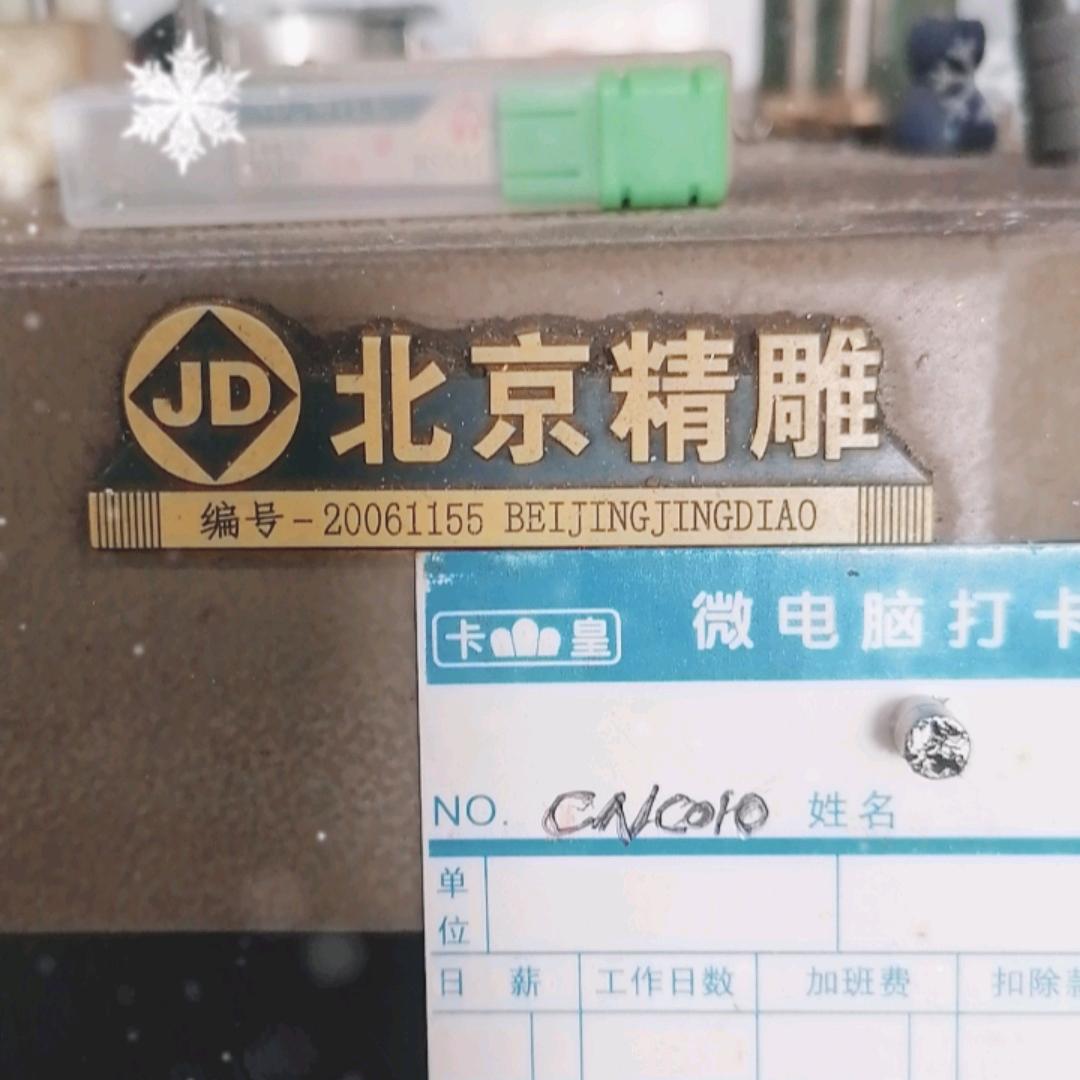 JD 北京精雕
编号-20061155 BEIJINGJINGDIAO
微电脑打卡
卡皇
NO. CNC010 姓名
单位
日薪 工作日数 加班费 扣除款